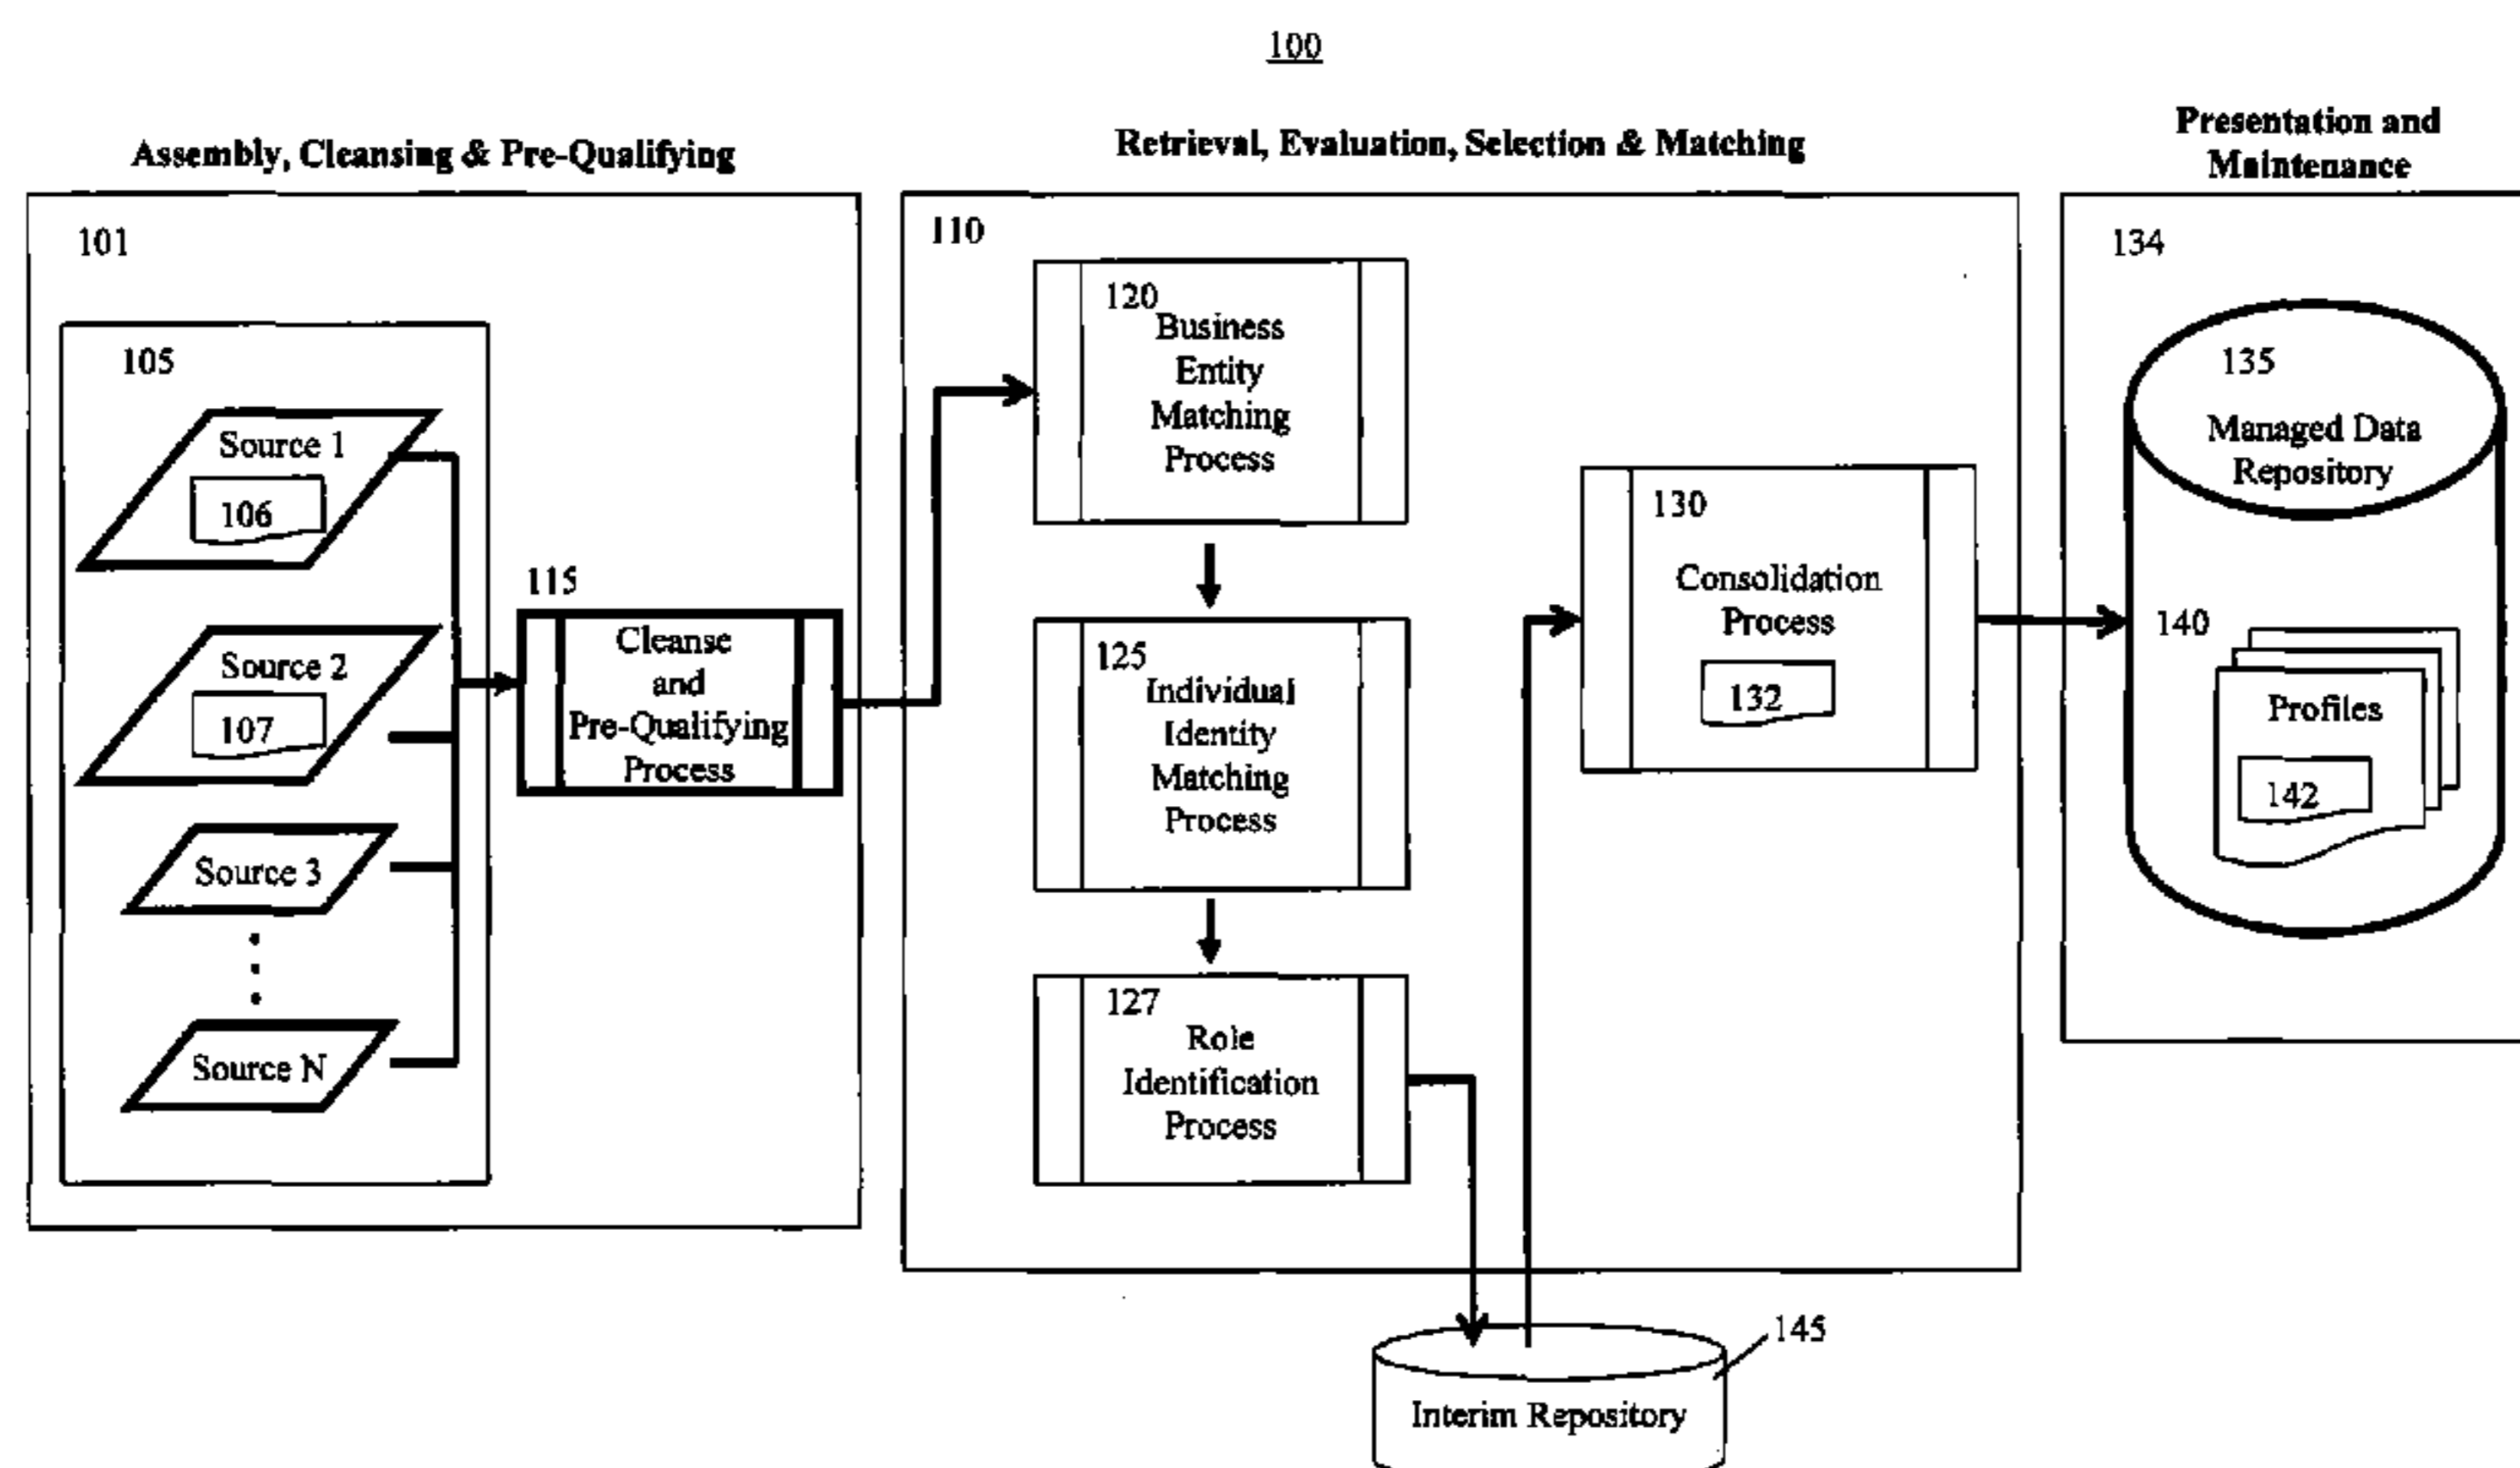 100
Assembly, Cleansing & Pre-Qualifying
101
105
Source 1
106
Source 2
107
Source 3
Source N
115
Cleanse
and
Pre-Qualifying
Process
Retrieval, Evaluation, Selection & Matching
110
120
Business
Entity
Matching
Process
125
Individual
Identity
Matching
Process
127
Role
Identification
Process
130
Consolidation
Process
132
Presentation and
Maintenance
134
135
Managed Data
Repository
140
Profiles
142
145
Interim Repository